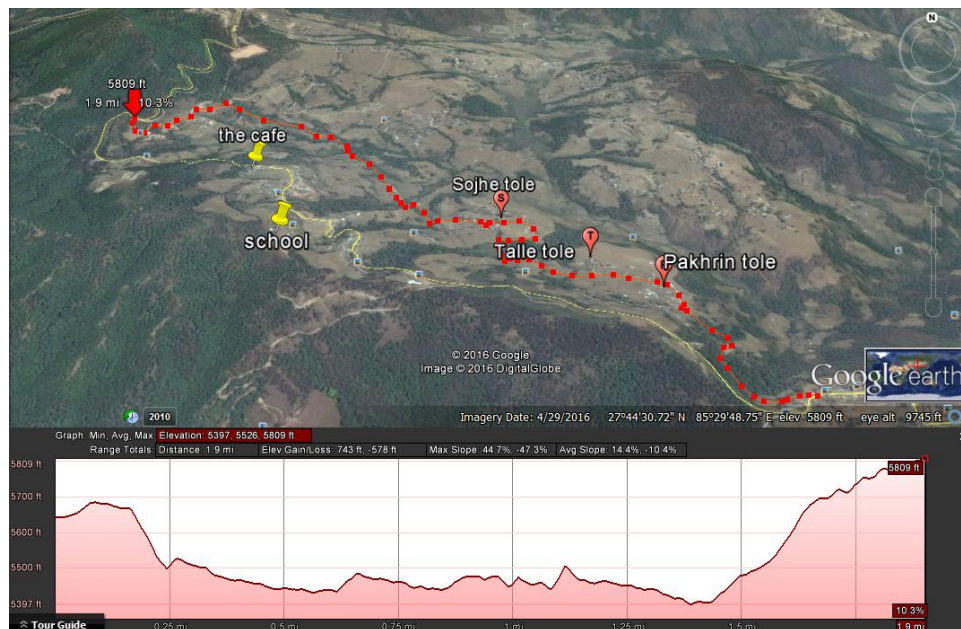 N
5809 ft
1.9 mi 10.3%
the cafe
Sojhe tole
S
school
T
Talle tole
Pakhrin tole
© 2016 Google
Image © 2016 DigitalGlobe
Google earth
2010
Imagery Date: 4/29/2016 27°44'30.72" N 85°29'48.75" E elev 5809 ft eye alt 9745 ft
Graph: Min, Avg, Max Elevation: 5397, 5526, 5809 ft
Range Totals: Distance: 1.9 mi Elev Gain/Loss: 743 ft, -578 ft Max Slope: 44.7%, -47.3% Avg Slope: 14.4%, -10.4%
5809 ft
5809 ft
5700 ft
5600 ft
5500 ft
5397 ft
10.3%
Tour Guide
0.25 mi 0.5 mi 0.75 mi 1 mi 1.25 mi 1.5 mi 1.9 mi